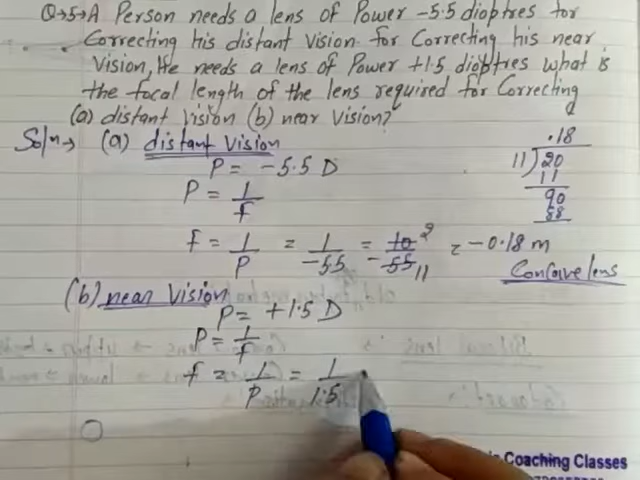 Q→5→A Person needs a lens of Power -5.5 dioptres for
Correcting his distant vision. for Correcting his near
Vision, He needs a lens of Power +1.5 dioptres what is
the focal length of the lens required for Correcting
(a) distant vision (b) near vision?
Soln→ (a) distant vision
P = -5.5 D
P = 1/f
f = 1/P = 1/-55 = 10/-55 2 11 = -0.18 m
Concave lens
.18
11)20
11
90
88
(b) near vision
P = +1.5 D
P = 1/f
f = 1/P = 1/1.5
Coaching Classes